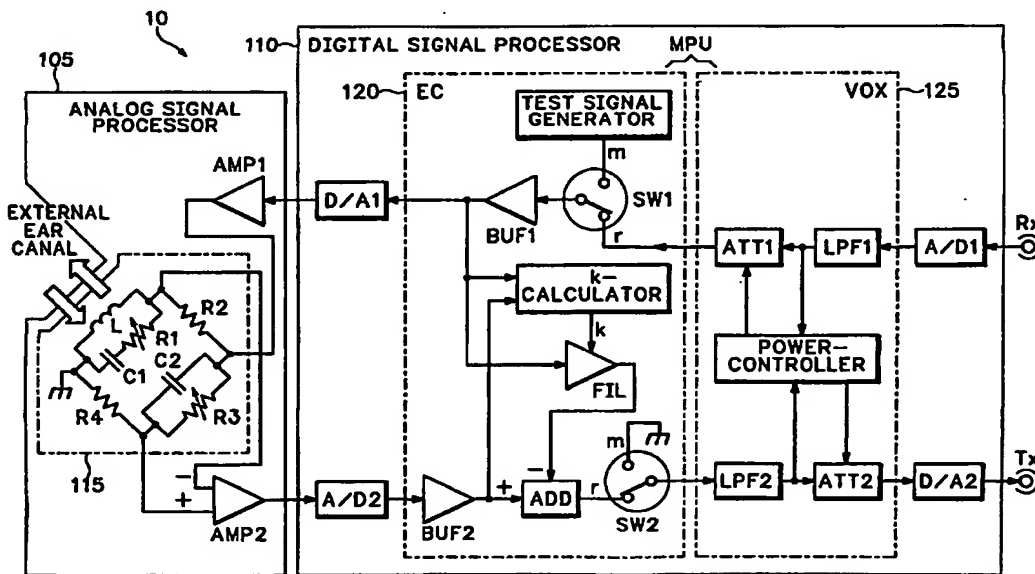 10
110
DIGITAL SIGNAL PROCESSOR
MPU
105
120
EC
VOX
125
ANALOG SIGNAL
PROCESSOR
TEST SIGNAL
GENERATOR
m
AMP1
D/A1
BUF1
SW1
r
ATT1
LPF1
A/D1
Rx
EXTERNAL
EAR
CANAL
k-
CALCULATOR
k
L
R1
R2
C1
C2
R3
R4
FIL
POWER-
CONTROLLER
m
115
-
+
AMP2
A/D2
BUF2
+
-
ADD
r
SW2
LPF2
ATT2
D/A2
Tx